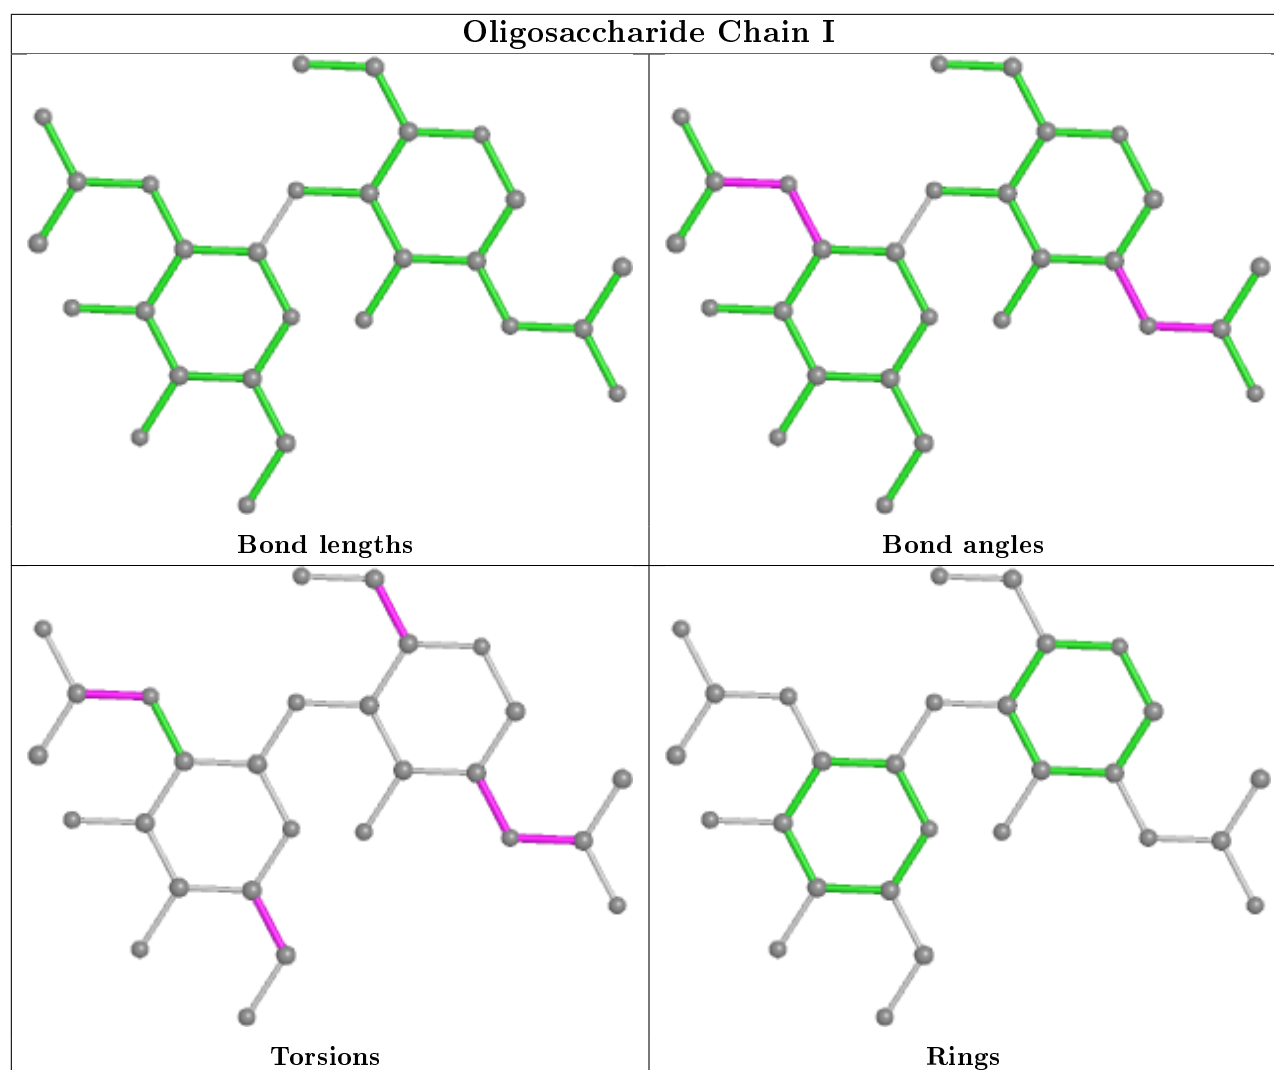 Oligosaccharide Chain I
Bond lengths
Bond angles
Torsions
Rings